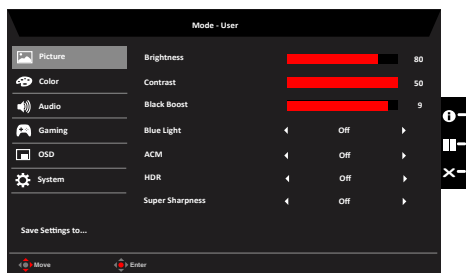 Mode - User
Picture
Brightness 80
Color
Contrast 50
Audio
Black Boost 9
Gaming
Blue Light Off
OSD
ACM Off
System
HDR Off
Super Sharpness Off
Save Settings to...
Move Enter